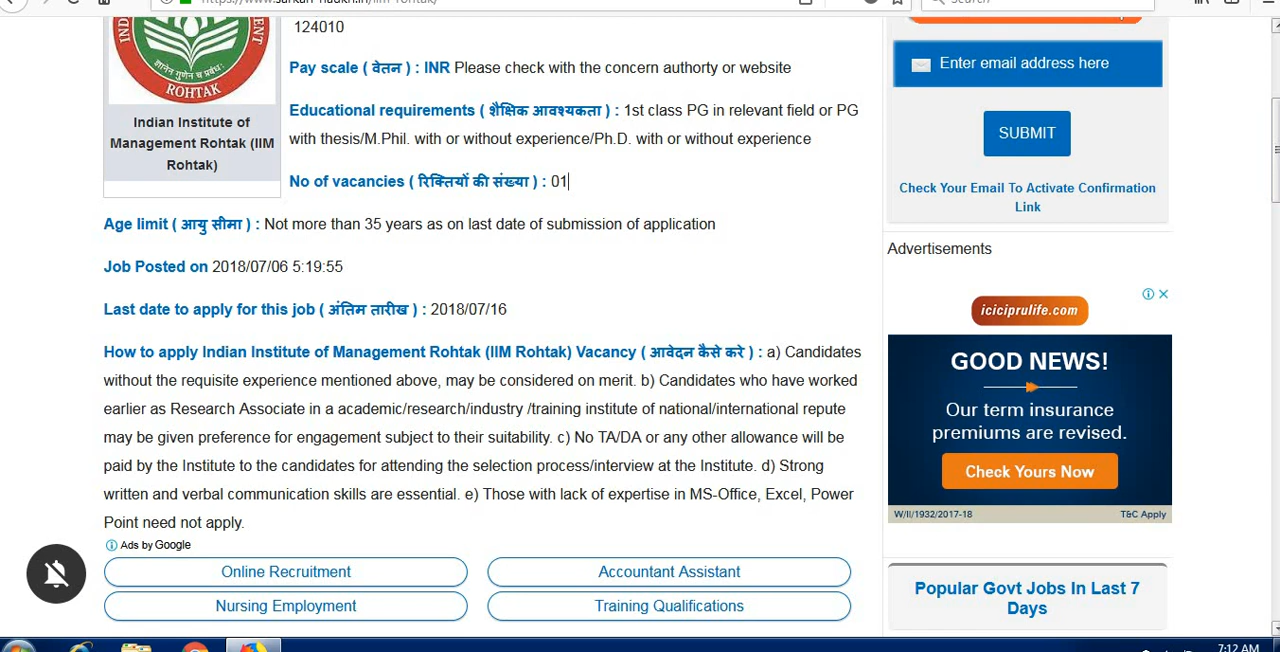 124010
Pay scale ( वेतन ) : INR Please check with the concern authorty or website
Educational requirements ( शैक्षिक आवश्यकता ) : 1st class PG in relevant field or PG
with thesis/M.Phil. with or without experience/Ph.D. with or without experience
ROHTAK
Indian Institute of
Management Rohtak (IIM
Rohtak)
No of vacancies ( रिक्तियों की संख्या ) : 01
Age limit ( आयु सीमा ) : Not more than 35 years as on last date of submission of application
Job Posted on 2018/07/06 5:19:55
Last date to apply for this job ( अंतिम तारीख ) : 2018/07/16
How to apply Indian Institute of Management Rohtak (IIM Rohtak) Vacancy ( आवेदन कैसे करे ) : a) Candidates
without the requisite experience mentioned above, may be considered on merit. b) Candidates who have worked
earlier as Research Associate in a academic/research/industry /training institute of national/international repute
may be given preference for engagement subject to their suitability. c) No TA/DA or any other allowance will be
paid by the Institute to the candidates for attending the selection process/interview at the Institute. d) Strong
written and verbal communication skills are essential. e) Those with lack of expertise in MS-Office, Excel, Power
Point need not apply.
Ads by Google
Online Recruitment
Accountant Assistant
Nursing Employment
Training Qualifications
Enter email address here
SUBMIT
Check Your Email To Activate Confirmation
Link
Advertisements
iciciprulife.com
GOOD NEWS!
Our term insurance
premiums are revised.
Check Yours Now
W/II/1932/2017-18
T&C Apply
Popular Govt Jobs In Last 7
Days
7:12 AM